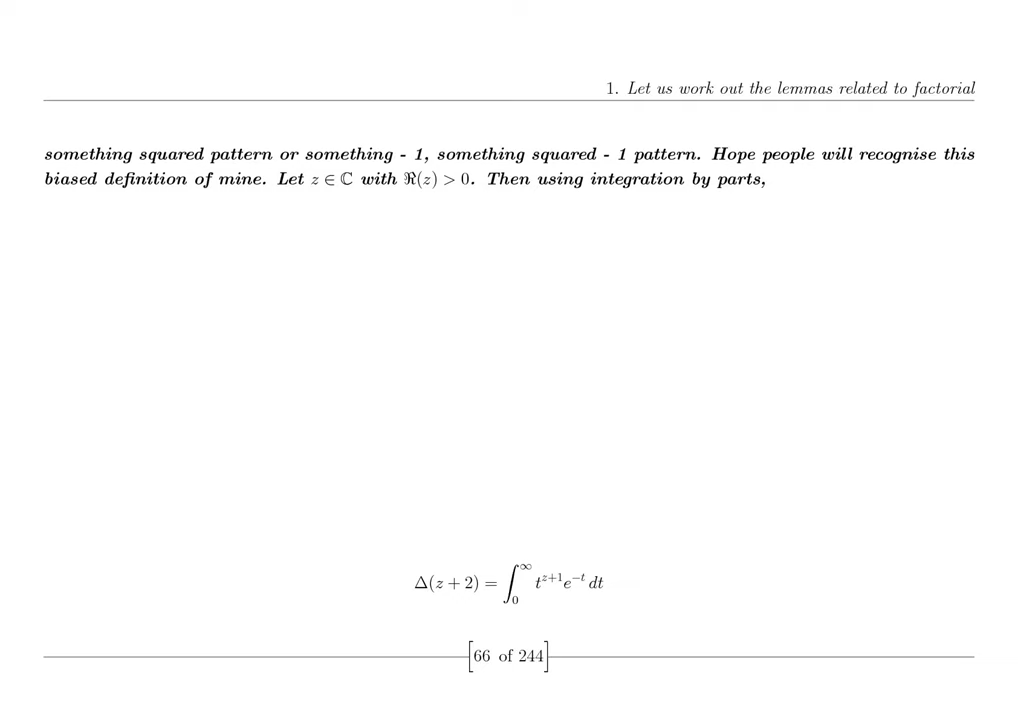 1. Let us work out the lemmas related to factorial
something squared pattern or something - 1, something squared - 1 pattern. Hope people will recognise this
biased definition of mine. Let z ∈ ℂ with ℜ(z) > 0. Then using integration by parts,
Δ(z + 2) = ∫₀^∞ t^{z+1} e^{−t} dt
[66 of 244]